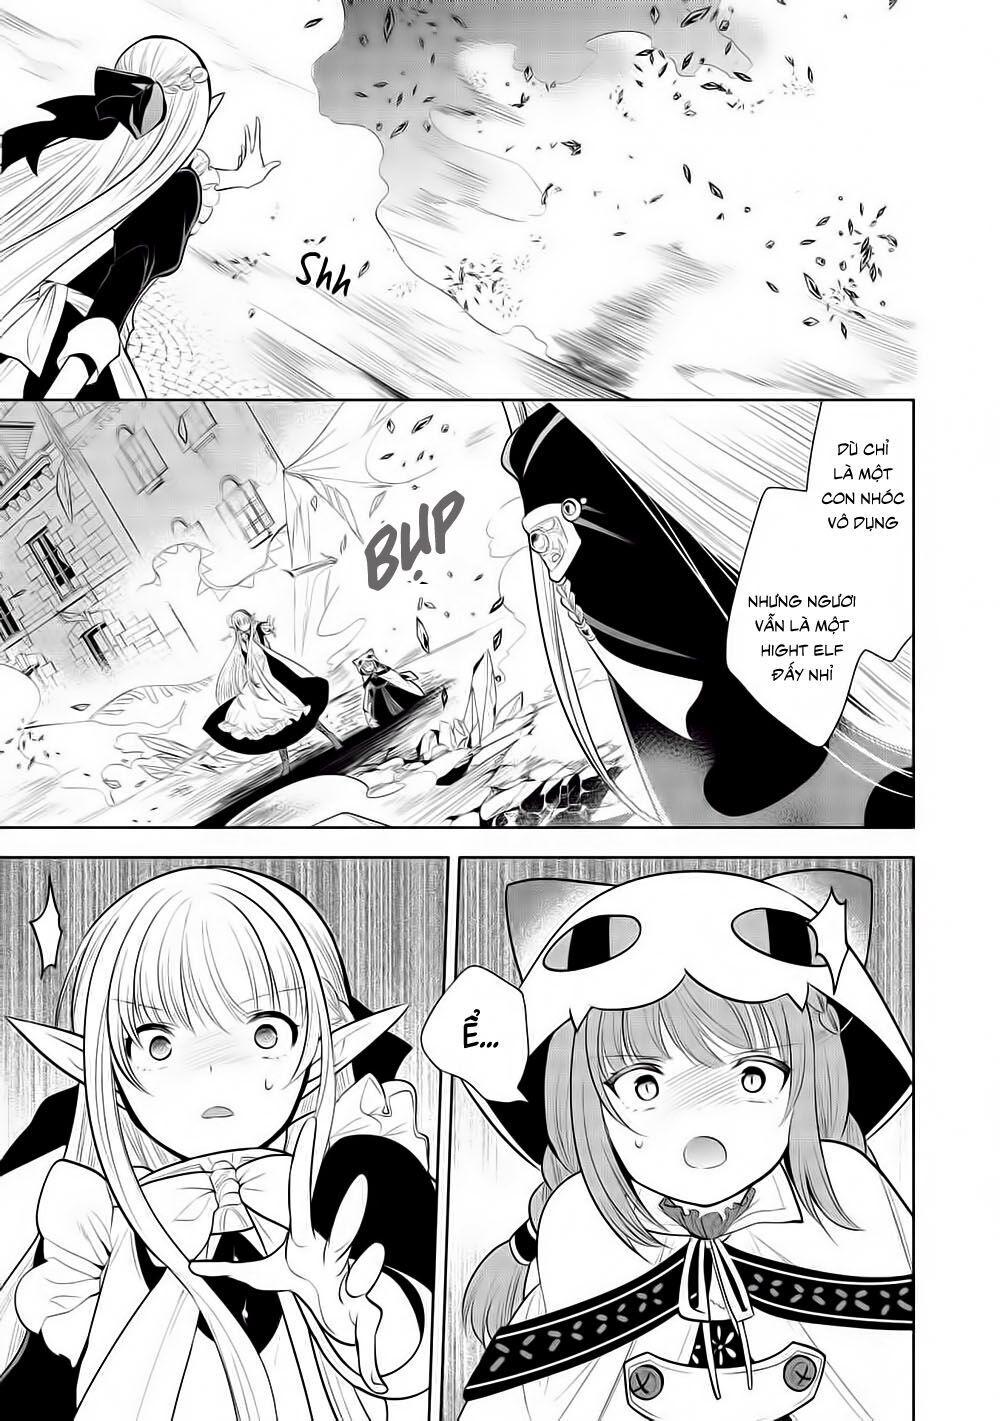 Shh
DÙ CHỈ
LÀ MỘT
CON NHÓC
VÔ DỤNG
NHƯNG NGƯƠI
VẪN LÀ MỘT
HIGHT ELF
ĐẤY NHỈ
BỤP
Ể...